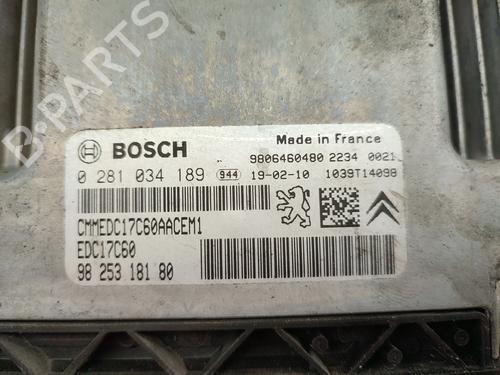 B-PARTS
BOSCH
Made in France
9806460480 2234 0021
0 281 034 189 944 19-02-10 1039T14098
CMMEDC17C60AACEM1
EDC17C60
98 253 181 80